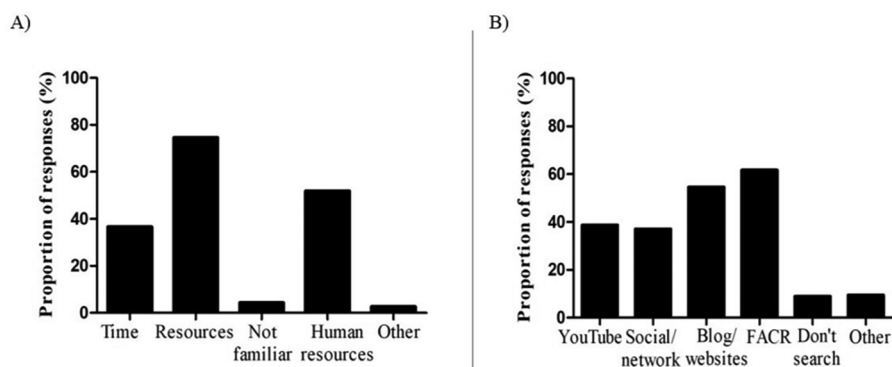 A)
Proportion of responses (%)
100
80
60
40
20
0
Time
Resources
Not
familiar
Human
resources
Other
B)
Proportion of responses (%)
100
80
60
40
20
0
YouTube
Social/
network
Blog/
websites
FACR
Don't
search
Other